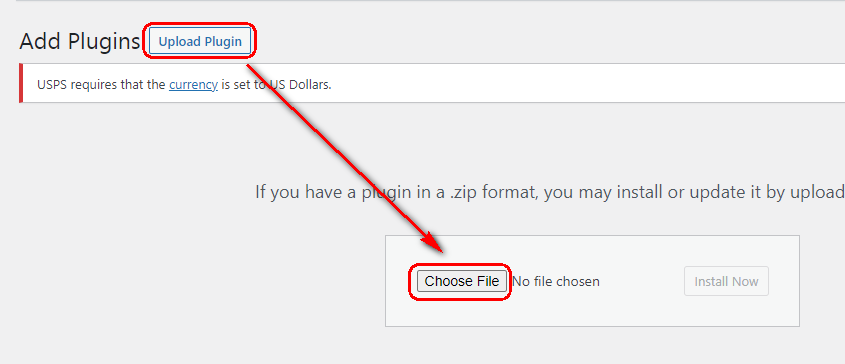 Add Plugins Upload Plugin
USPS requires that the currency is set to US Dollars.
If you have a plugin in a .zip format, you may install or update it by upload
Choose File No file chosen Install Now